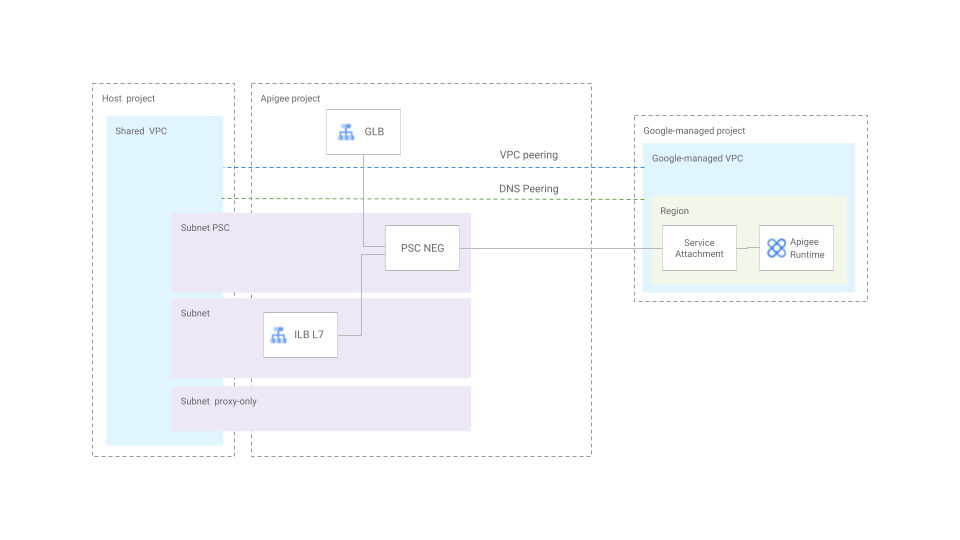 Host project
Apigee project
Shared VPC
GLB
VPC peering
DNS Peering
Subnet PSC
PSC NEG
Subnet
ILB L7
Subnet proxy-only
Google-managed project
Google-managed VPC
Region
Service
Attachment
Apigee
Runtime